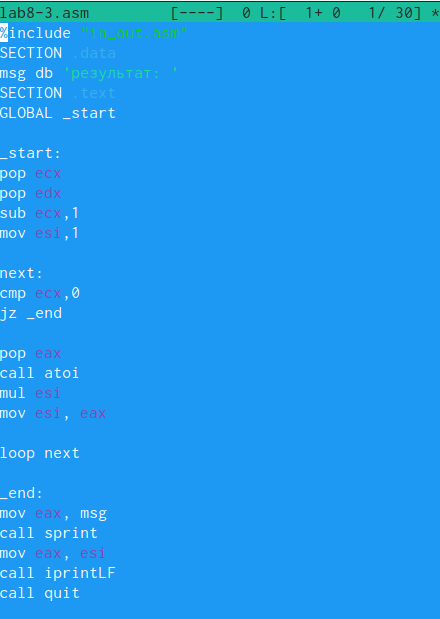 lab8-3.asm [----] 0 L:[ 1+ 0 1/ 30] *
%include "in_out.asm"
SECTION .data
msg db 'результат: '
SECTION .text
GLOBAL _start
_start:
pop ecx
pop edx
sub ecx,1
mov esi,1
next:
cmp ecx,0
jz _end
pop eax
call atoi
mul esi
mov esi, eax
loop next
_end:
mov eax, msg
call sprint
mov eax, esi
call iprintLF
call quit